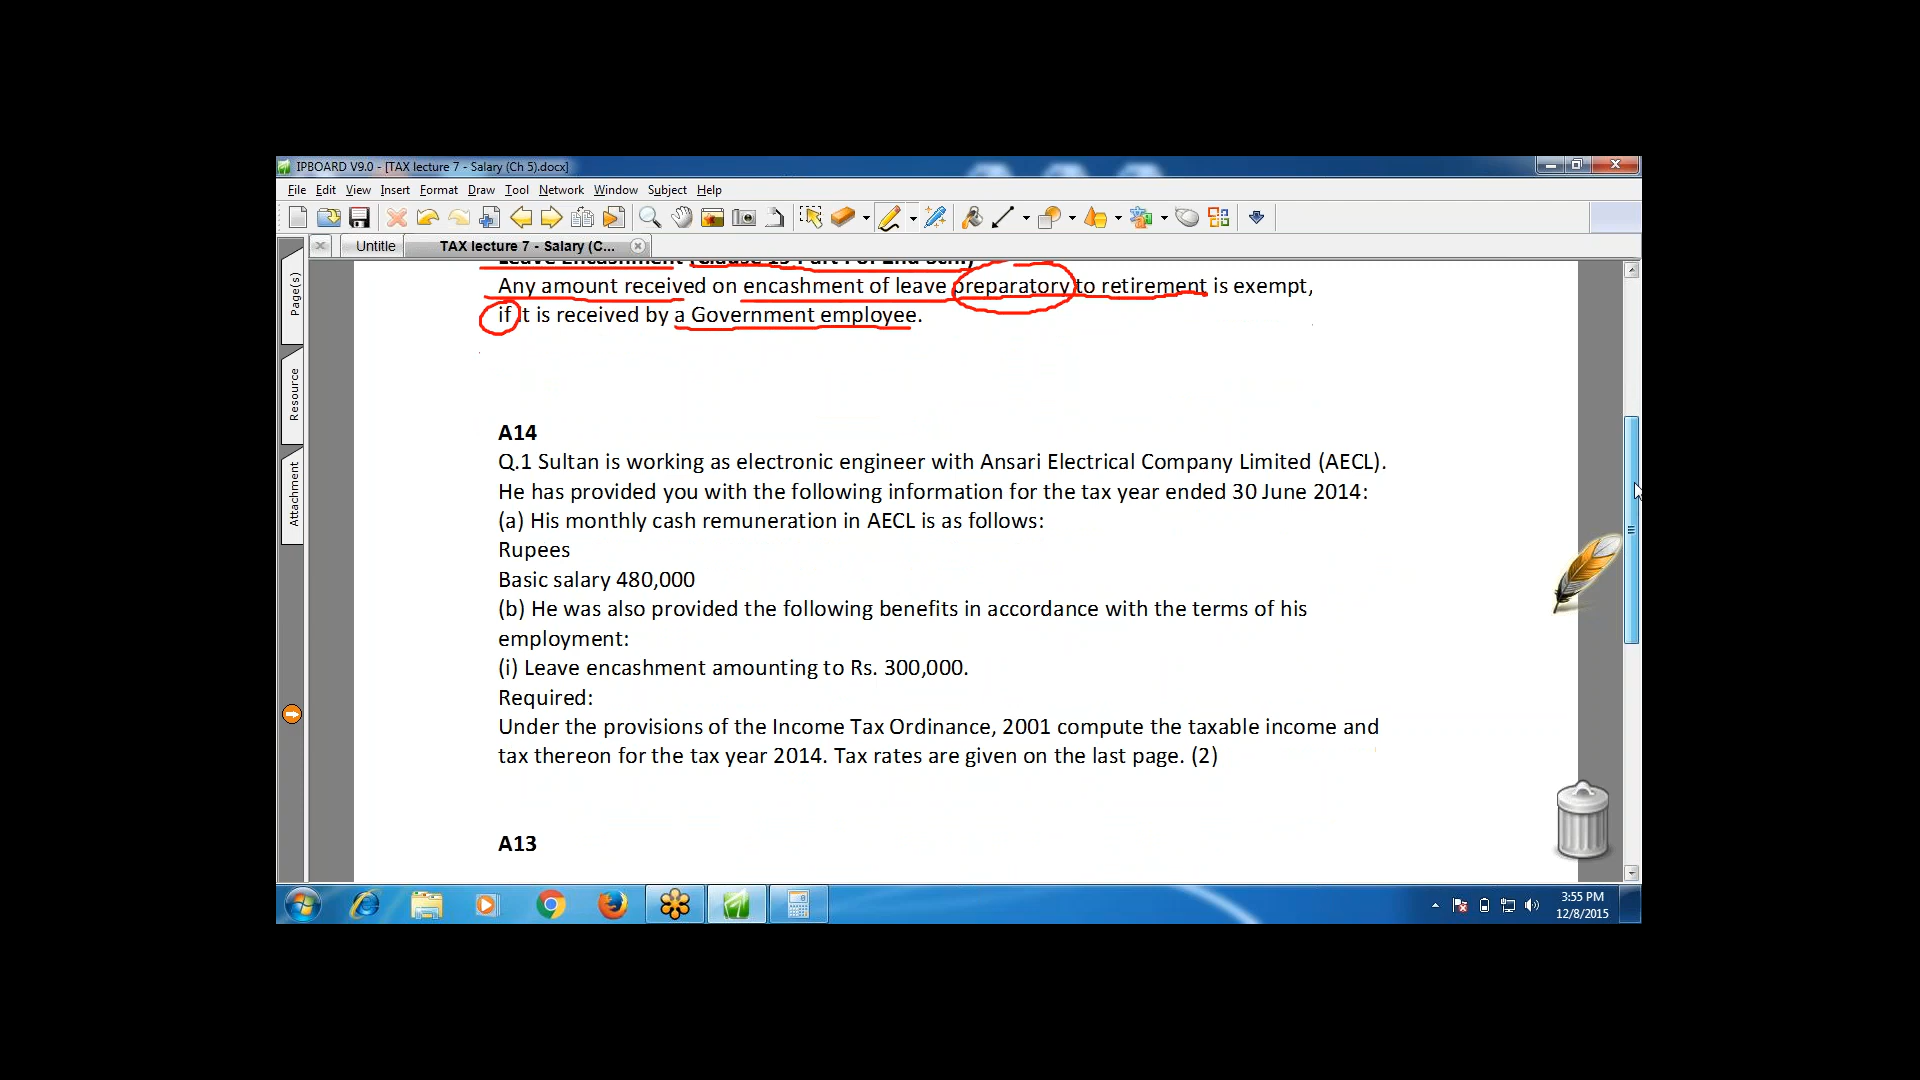 IPBOARD V9.0 - [TAX lecture 7 - Salary (Ch 5).docx]
File Edit View Insert Format Draw Tool Network Window Subject Help
Untitle TAX lecture 7 - Salary (C...
Page(s)
Resource
Attachment
Leave Encashment (Clause 19 Part I of 2nd Sch.)
Any amount received on encashment of leave preparatory to retirement is exempt,
if it is received by a Government employee.
A14
Q.1 Sultan is working as electronic engineer with Ansari Electrical Company Limited (AECL).
He has provided you with the following information for the tax year ended 30 June 2014:
(a) His monthly cash remuneration in AECL is as follows:
Rupees
Basic salary 480,000
(b) He was also provided the following benefits in accordance with the terms of his
employment:
(i) Leave encashment amounting to Rs. 300,000.
Required:
Under the provisions of the Income Tax Ordinance, 2001 compute the taxable income and
tax thereon for the tax year 2014. Tax rates are given on the last page. (2)
A13
3:55 PM
12/8/2015